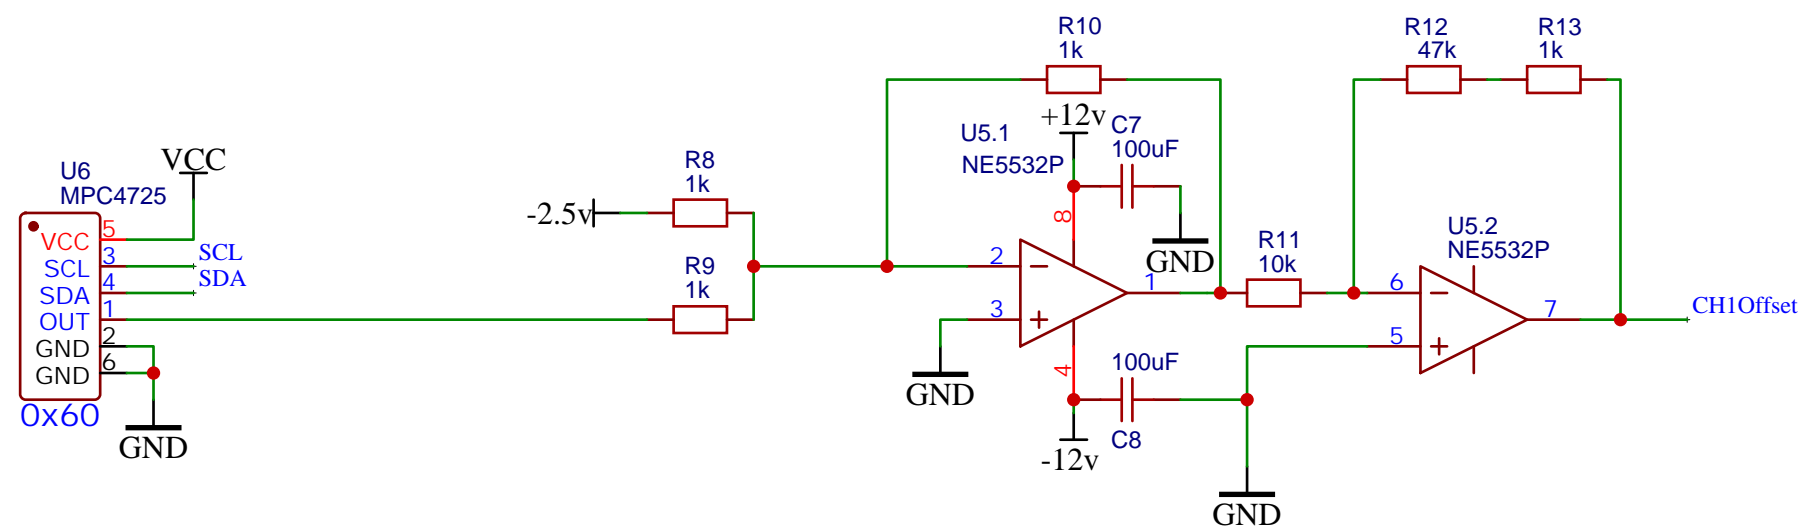 U6
MPC4725
VCC
VCC
5
SCL
3
SCL
SDA
4
SDA
OUT
1
GND
2
GND
6
0x60
GND
-2.5v
R8
1k
R9
1k
R10
1k
+12v
C7
100uF
U5.1
NE5532P
8
GND
2
3
1
4
GND
100uF
C8
-12v
R11
10k
GND
R12
47k
R13
1k
U5.2
NE5532P
6
5
7
CH1Offset